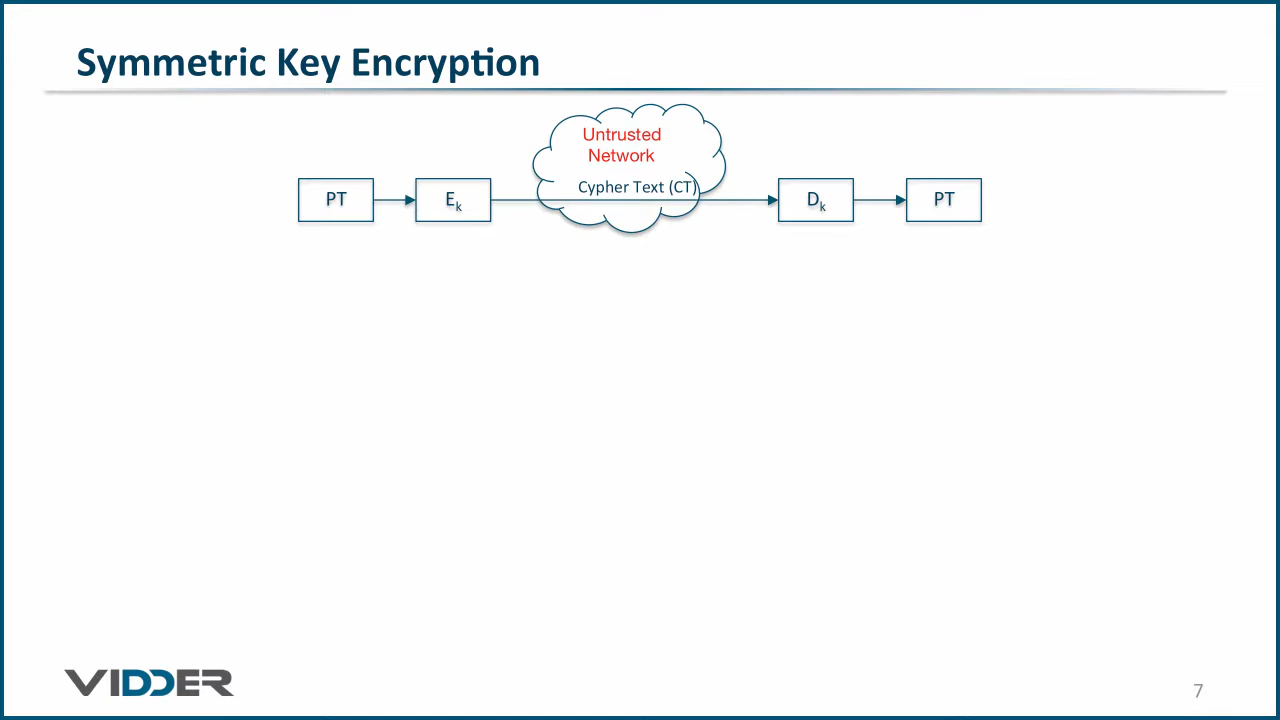 Symmetric Key Encryption
Untrusted
Network
Cypher Text (CT)
PT
Ek
Dk
PT
VIDDER
7